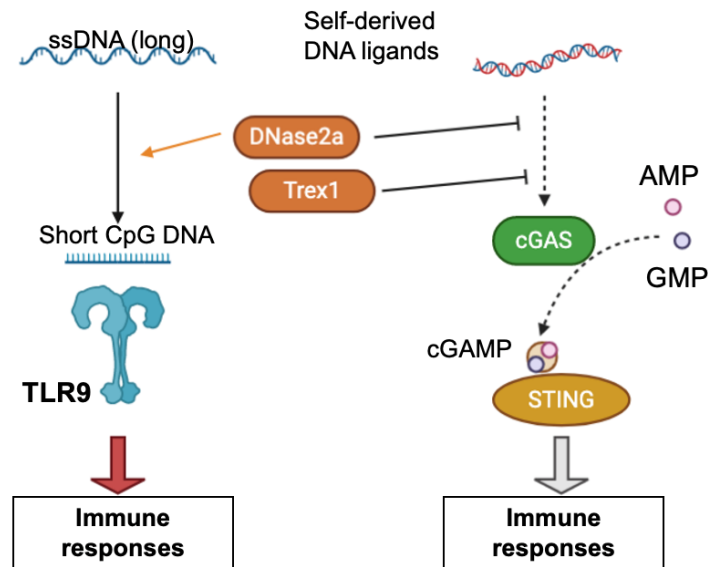 ssDNA (long)
Self-derived
DNA ligands
DNase2a
Trex1
AMP
Short CpG DNA
cGAS
GMP
cGAMP
TLR9
STING
Immune
responses
Immune
responses